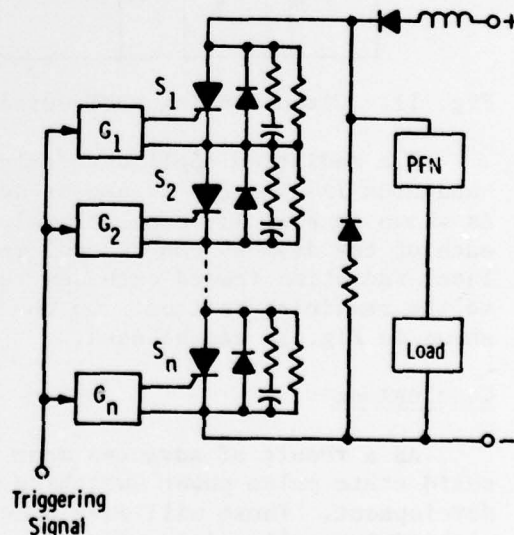 +
S1
G1
PFN
S2
G2
Sn
Load
Gn
-
Triggering
Signal